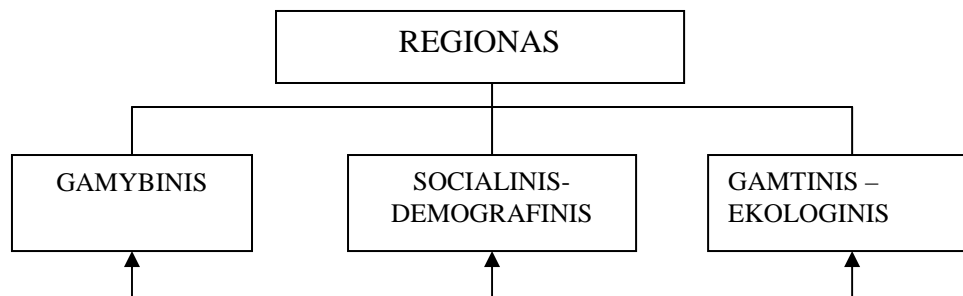 REGIONAS
GAMYBINIS
SOCIALINIS-
DEMOGRAFINIS
GAMTINIS –
EKOLOGINIS